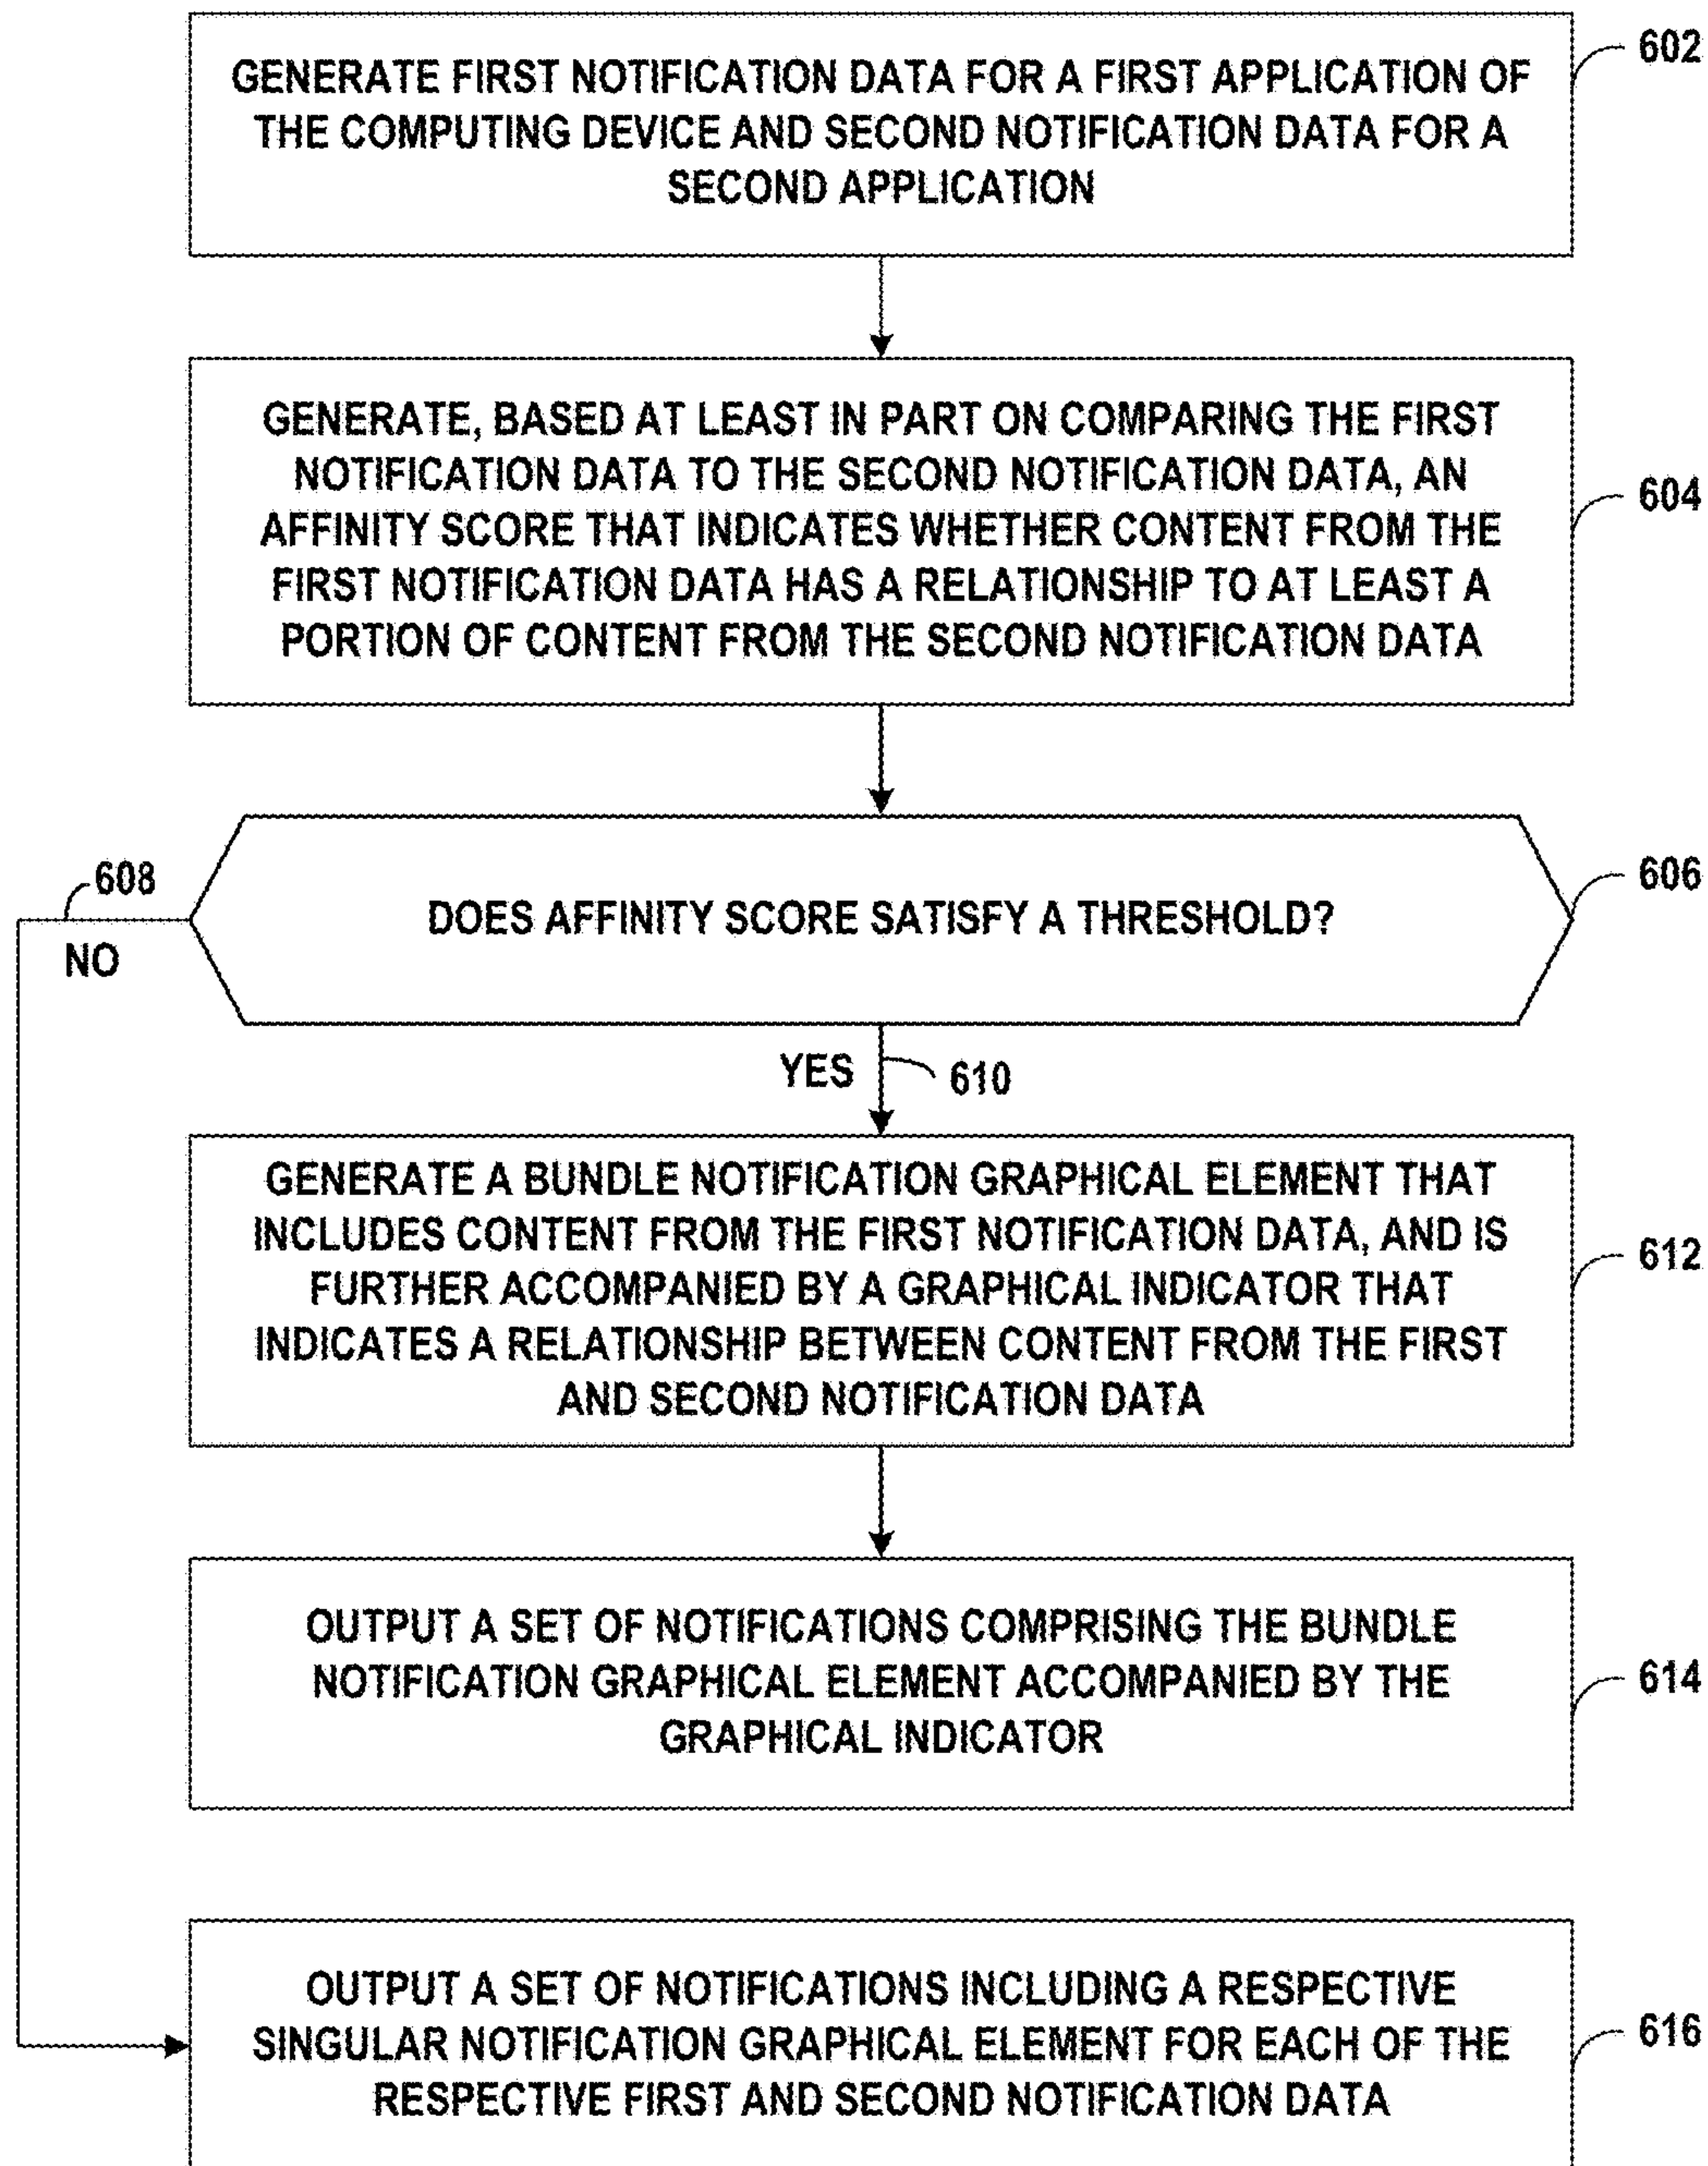 GENERATE FIRST NOTIFICATION DATA FOR A FIRST APPLICATION OF
THE COMPUTING DEVICE AND SECOND NOTIFICATION DATA FOR A
SECOND APPLICATION
602
GENERATE, BASED AT LEAST IN PART ON COMPARING THE FIRST
NOTIFICATION DATA TO THE SECOND NOTIFICATION DATA, AN
AFFINITY SCORE THAT INDICATES WHETHER CONTENT FROM THE
FIRST NOTIFICATION DATA HAS A RELATIONSHIP TO AT LEAST A
PORTION OF CONTENT FROM THE SECOND NOTIFICATION DATA
604
DOES AFFINITY SCORE SATISFY A THRESHOLD?
606
608
NO
YES
610
GENERATE A BUNDLE NOTIFICATION GRAPHICAL ELEMENT THAT
INCLUDES CONTENT FROM THE FIRST NOTIFICATION DATA, AND IS
FURTHER ACCOMPANIED BY A GRAPHICAL INDICATOR THAT
INDICATES A RELATIONSHIP BETWEEN CONTENT FROM THE FIRST
AND SECOND NOTIFICATION DATA
612
OUTPUT A SET OF NOTIFICATIONS COMPRISING THE BUNDLE
NOTIFICATION GRAPHICAL ELEMENT ACCOMPANIED BY THE
GRAPHICAL INDICATOR
614
OUTPUT A SET OF NOTIFICATIONS INCLUDING A RESPECTIVE
SINGULAR NOTIFICATION GRAPHICAL ELEMENT FOR EACH OF THE
RESPECTIVE FIRST AND SECOND NOTIFICATION DATA
616